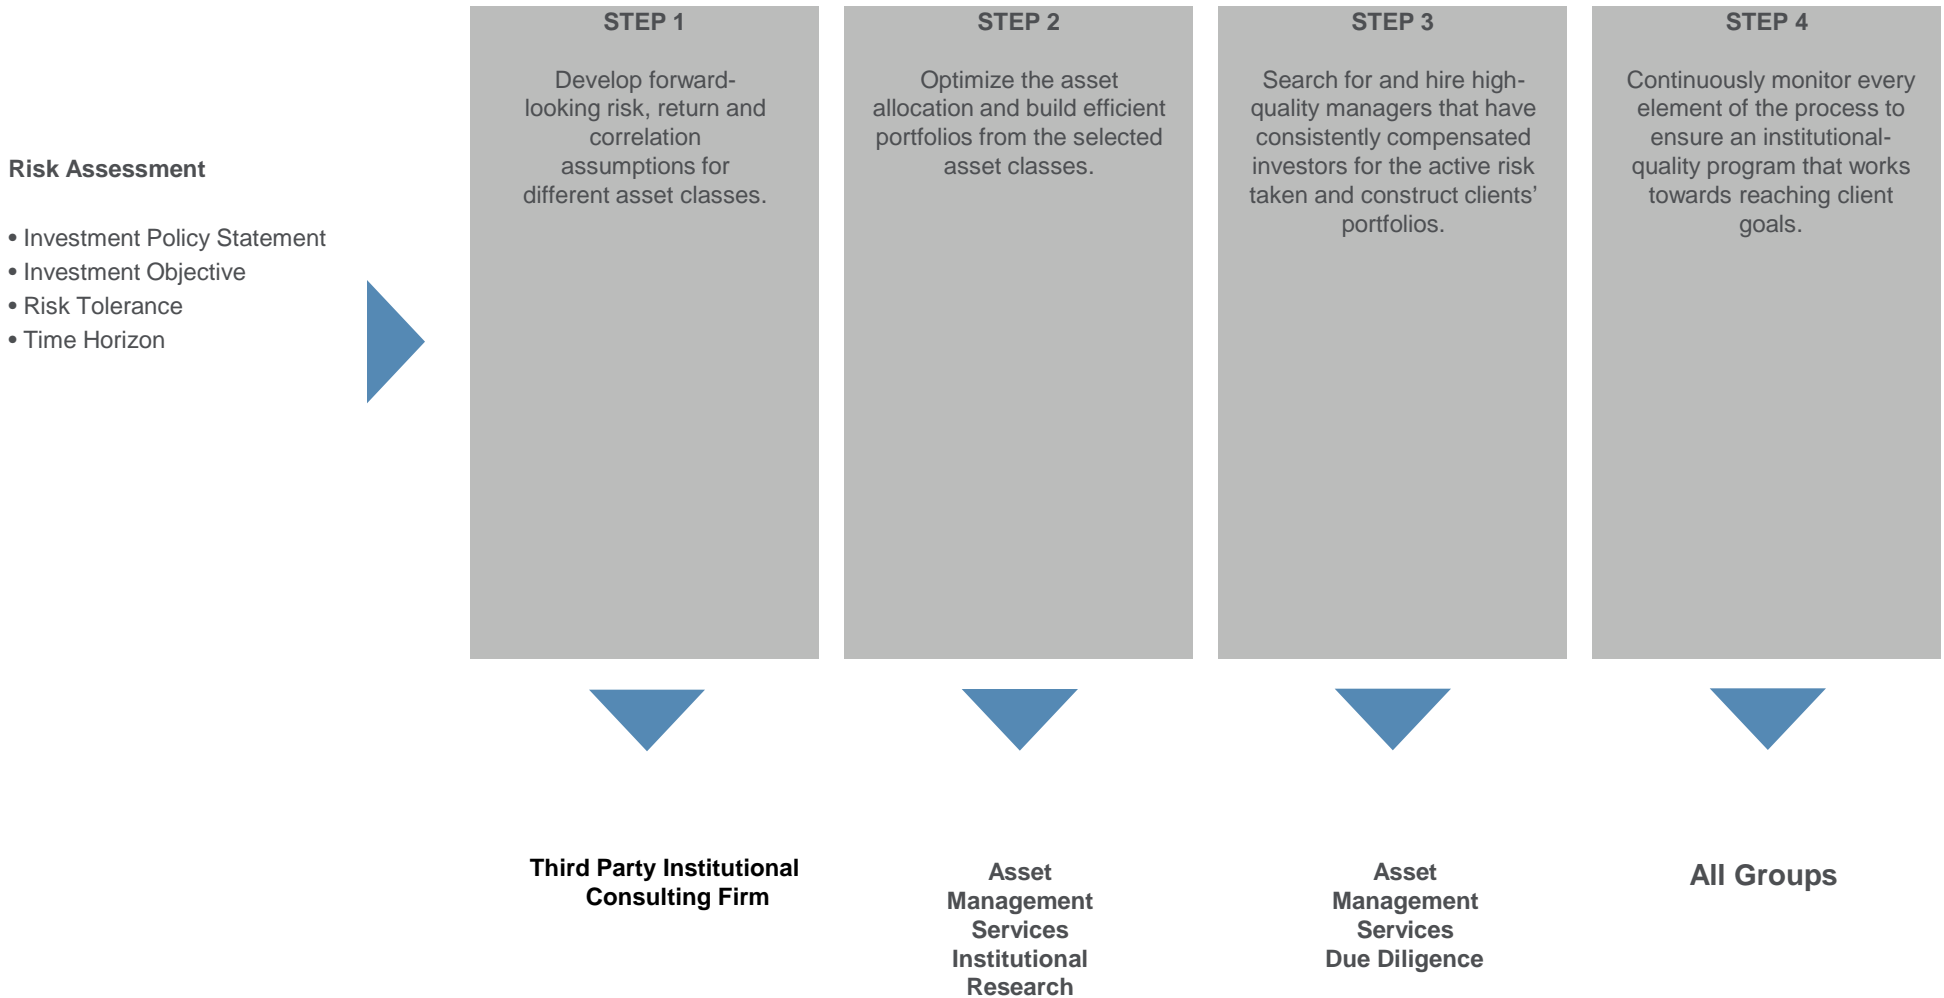 Risk Assessment
• Investment Policy Statement
• Investment Objective
• Risk Tolerance
• Time Horizon
STEP 1
Develop forward-
looking risk, return and
correlation
assumptions for
different asset classes.
STEP 2
Optimize the asset
allocation and build efficient
portfolios from the selected
asset classes.
STEP 3
Search for and hire high-
quality managers that have
consistently compensated
investors for the active risk
taken and construct clients’
portfolios.
STEP 4
Continuously monitor every
element of the process to
ensure an institutional-
quality program that works
towards reaching client
goals.
Third Party Institutional
Consulting Firm
Asset
Management
Services
Institutional
Research
Asset
Management
Services
Due Diligence
All Groups